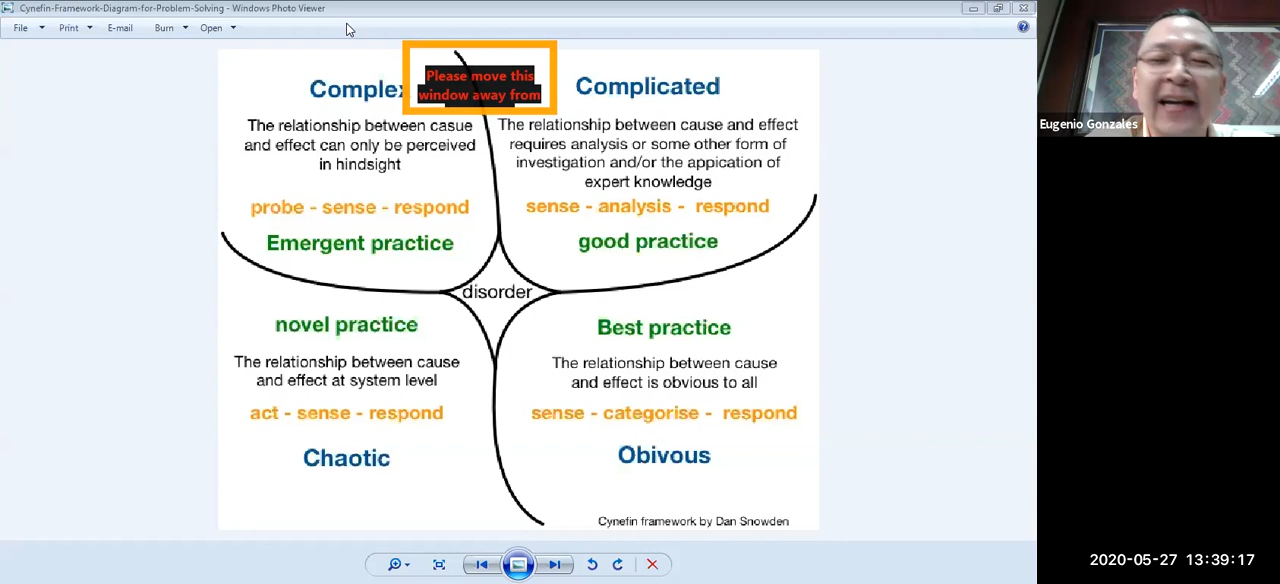 Cynefin-Framework-Diagram-for-Problem-Solving - Windows Photo Viewer
File Print E-mail Burn Open
Complex
Please move this
window away from
The relationship between casue
and effect can only be perceived
in hindsight
probe - sense - respond
Emergent practice
Complicated
The relationship between cause and effect
requires analysis or some other form of
investigation and/or the appication of
expert knowledge
sense - analysis - respond
good practice
disorder
novel practice
The relationship between cause
and effect at system level
act - sense - respond
Chaotic
Best practice
The relationship between cause
and effect is obvious to all
sense - categorise - respond
Obivous
Cynefin framework by Dan Snowden
Eugenio Gonzales
2020-05-27 13:39:17